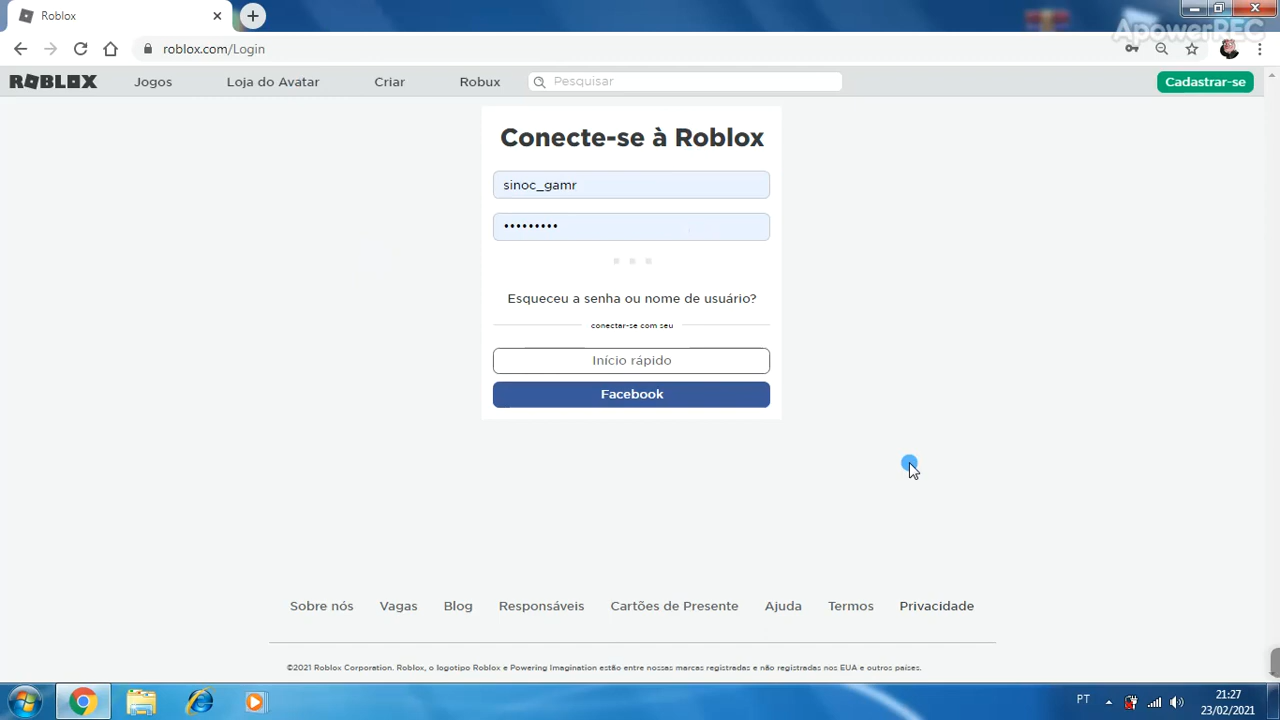 Roblox
ApowerREC
roblox.com/Login
ROBLOX Jogos Loja do Avatar Criar Robux Pesquisar Cadastrar-se
Conecte-se à Roblox
sinoc_gamr
•••••••••
Esqueceu a senha ou nome de usuário?
conectar-se com seu
Início rápido
Facebook
Sobre nós Vagas Blog Responsáveis Cartões de Presente Ajuda Termos Privacidade
©2021 Roblox Corporation. Roblox, o logotipo Roblox e Powering Imagination estão entre nossas marcas registradas e não registradas nos EUA e outros países.
PT 21:27
23/02/2021